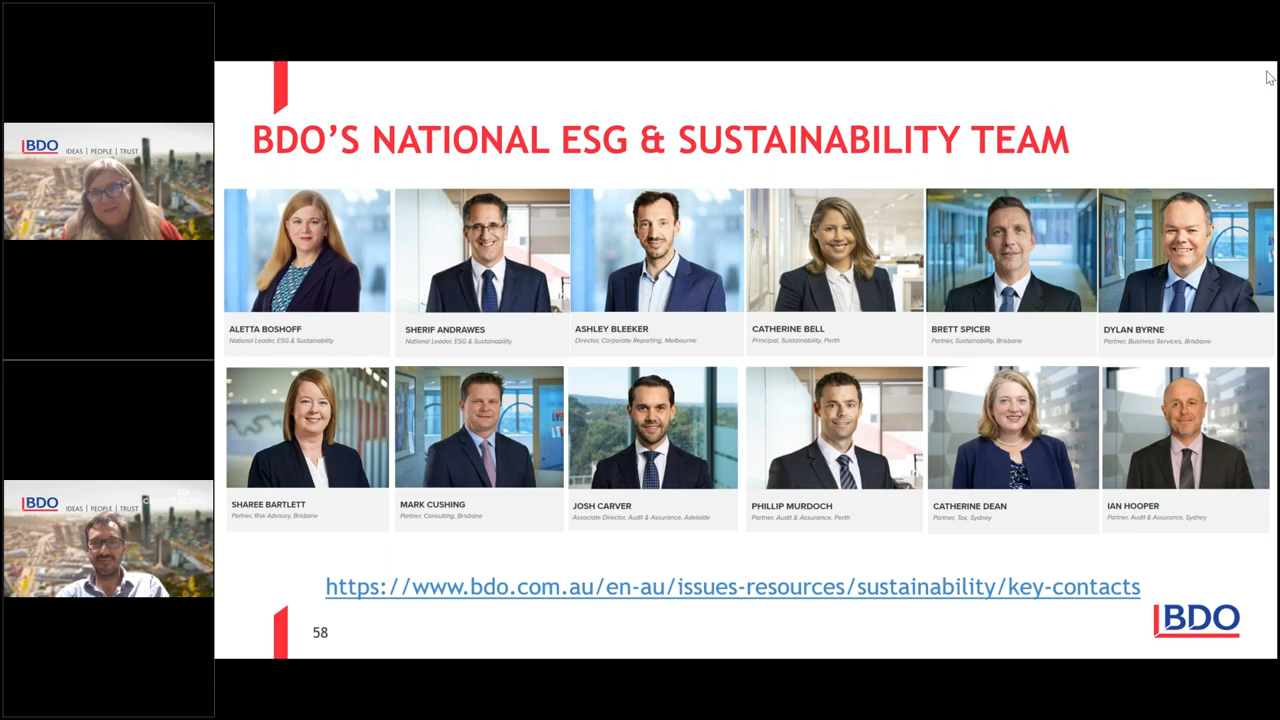 BDO
IDEAS | PEOPLE | TRUST
BDO'S NATIONAL ESG & SUSTAINABILITY TEAM
ALETTA BOSHOFF
National Leader, ESG & Sustainability
SHERIF ANDRAWES
National Leader, ESG & Sustainability
ASHLEY BLEEKER
Director, Corporate Reporting, Melbourne
CATHERINE BELL
Principal, Sustainability, Perth
BRETT SPICER
Partner, Sustainability, Brisbane
DYLAN BYRNE
Partner, Business Services, Brisbane
SHAREE BARTLETT
Partner, Risk Advisory, Brisbane
MARK CUSHING
Partner, Consulting, Brisbane
JOSH CARVER
Associate Director, Audit & Assurance, Adelaide
PHILLIP MURDOCH
Partner, Audit & Assurance, Perth
CATHERINE DEAN
Partner, Tax, Sydney
IAN HOOPER
Partner, Audit & Assurance, Sydney
BDO
IDEAS | PEOPLE | TRUST
https://www.bdo.com.au/en-au/issues-resources/sustainability/key-contacts
58
BDO